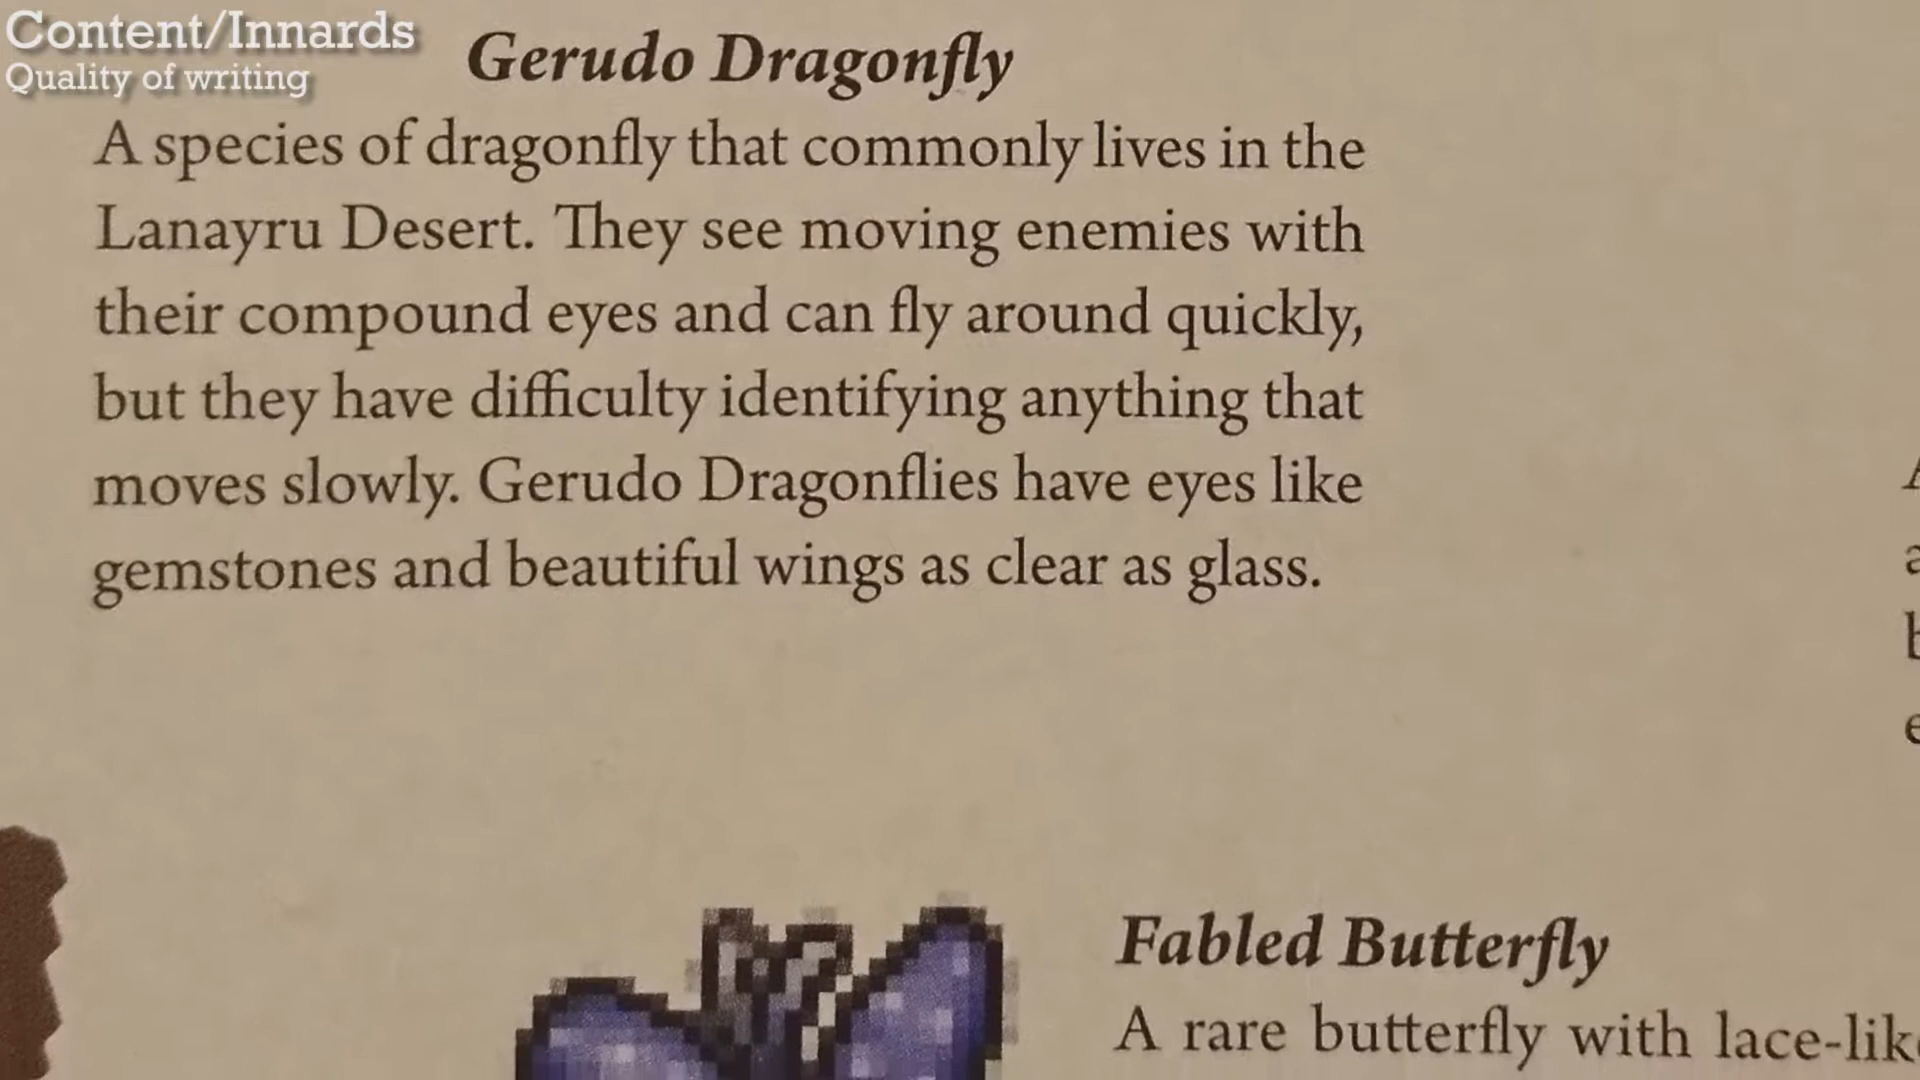 Content/Innards
Quality of writing
Gerudo Dragonfly
A species of dragonfly that commonly lives in the
Lanayru Desert. They see moving enemies with
their compound eyes and can fly around quickly,
but they have difficulty identifying anything that
moves slowly. Gerudo Dragonflies have eyes like
gemstones and beautiful wings as clear as glass.
Fabled Butterfly
A rare butterfly with